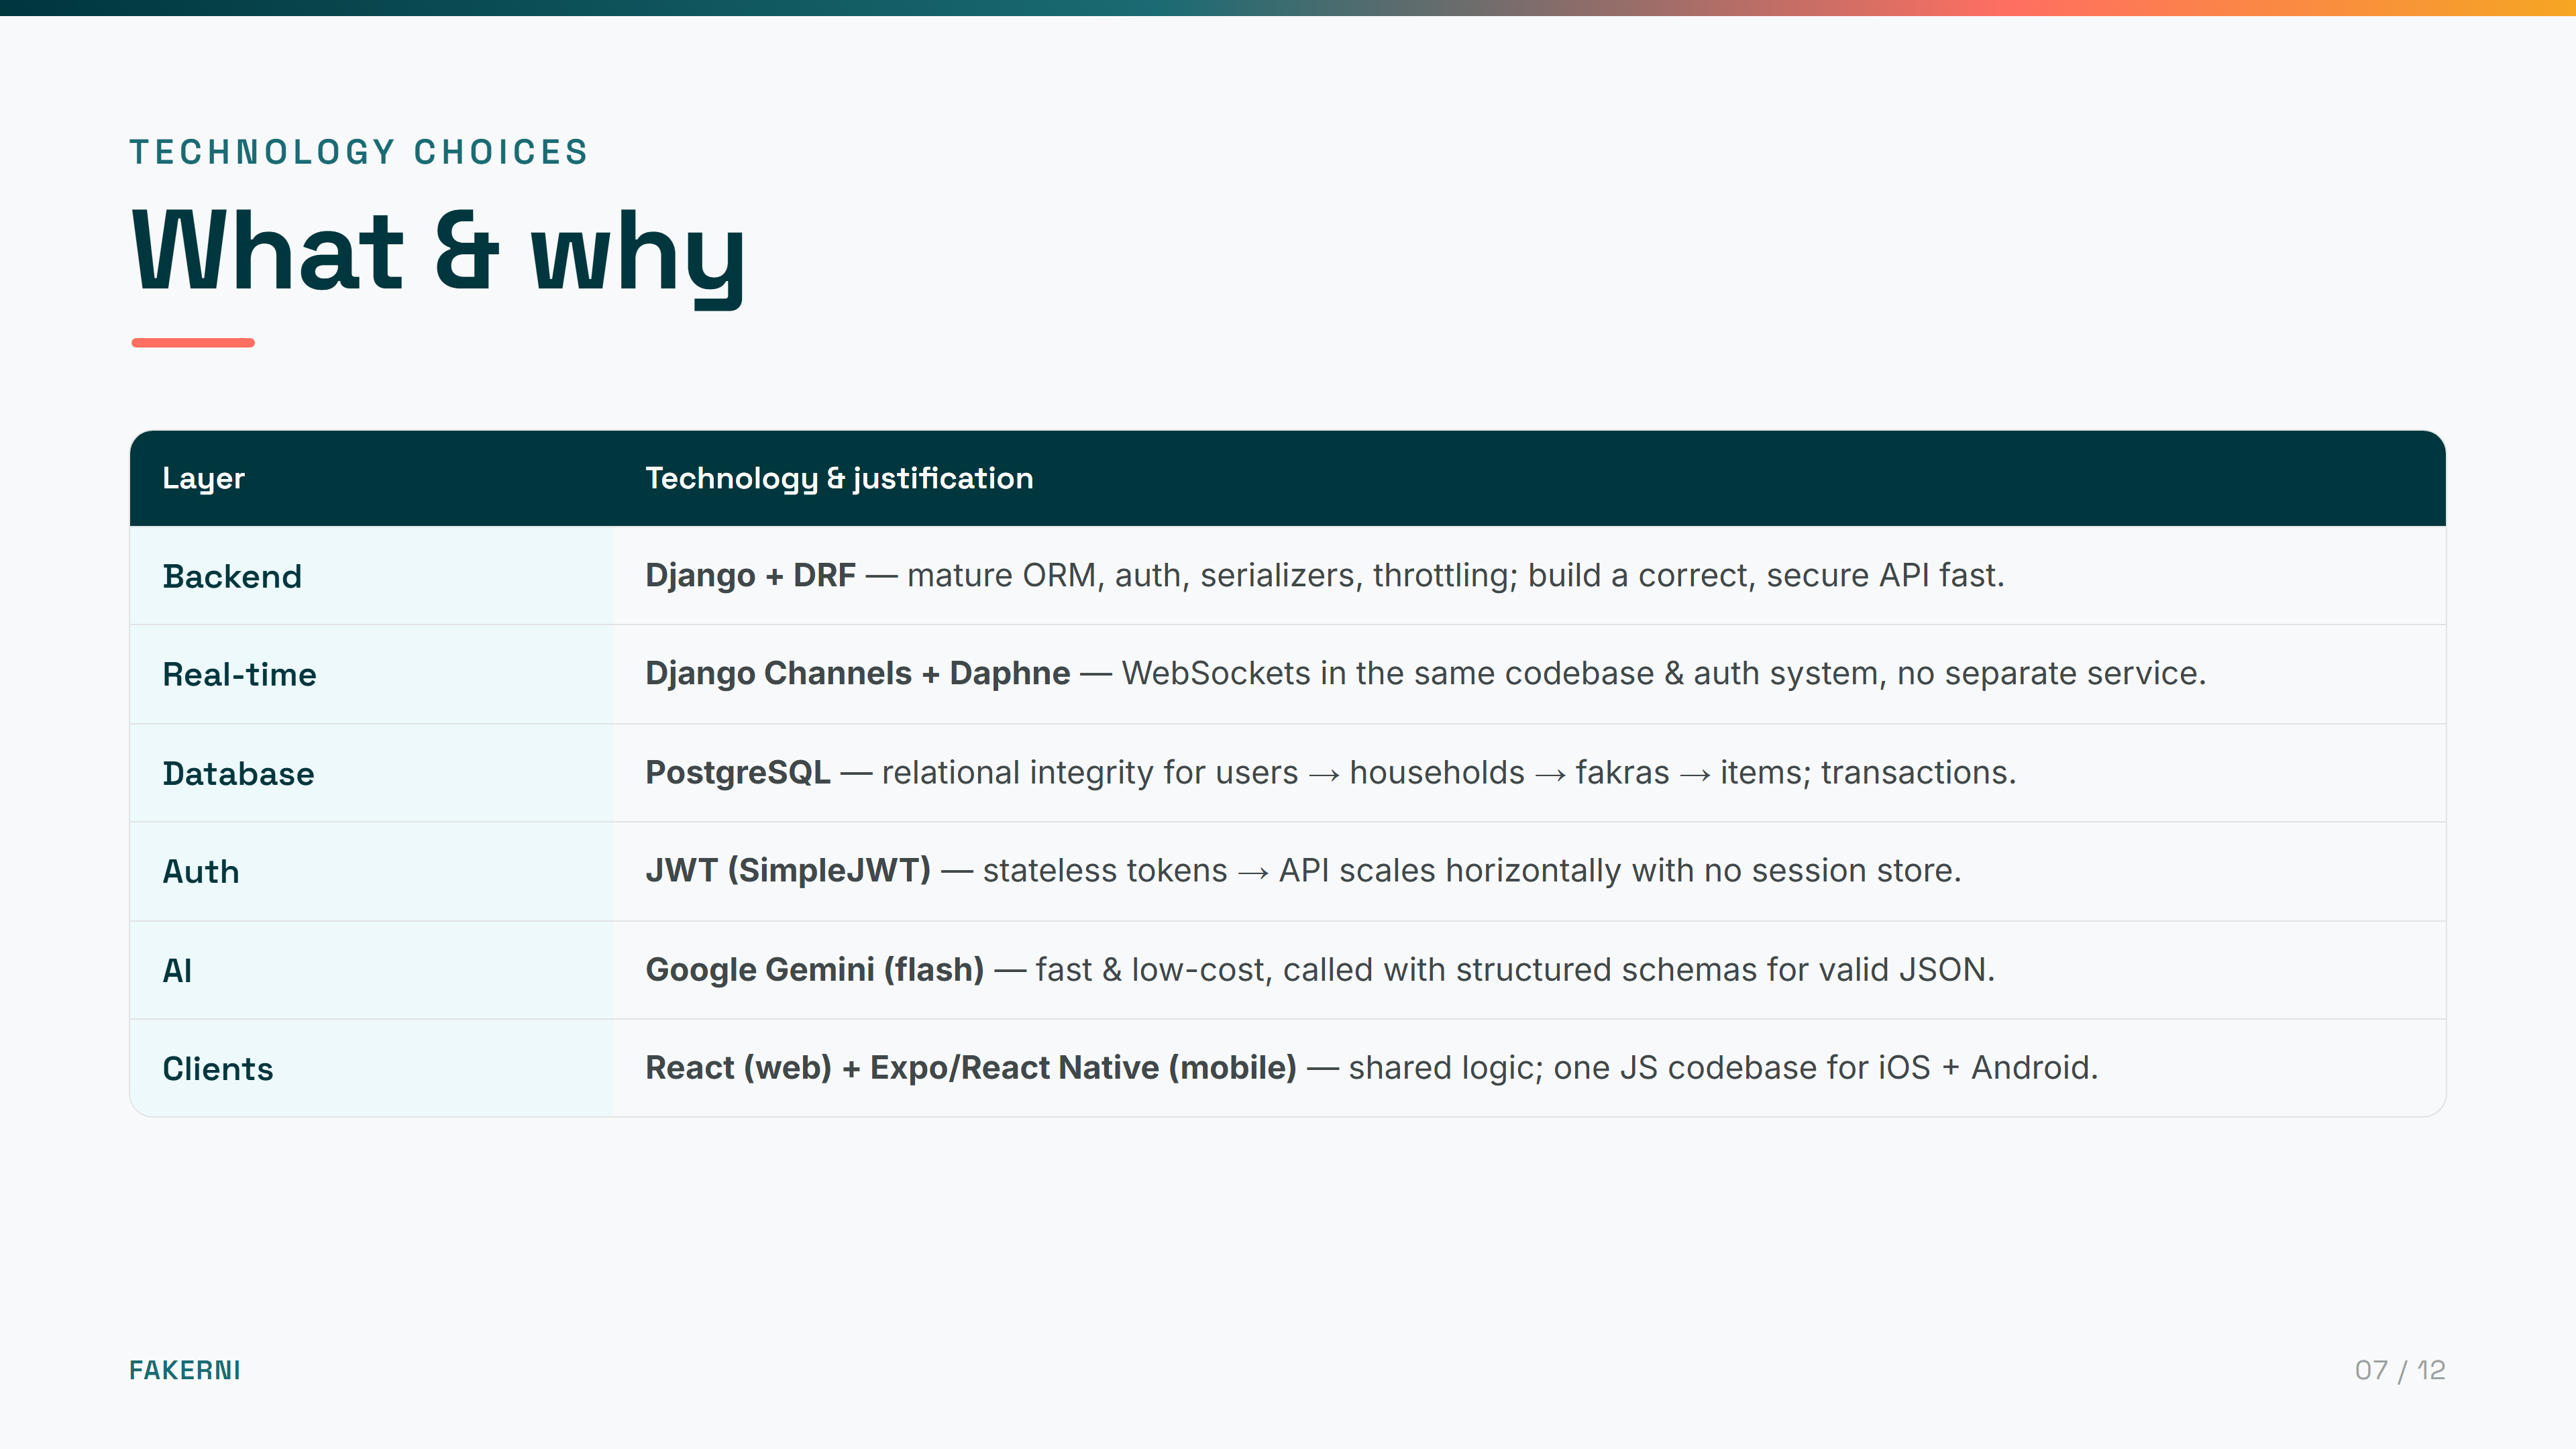 TECHNOLOGY CHOICES
What & why
Layer
Technology & justification
Backend
Django + DRF — mature ORM, auth, serializers, throttling; build a correct, secure API fast.
Real-time
Django Channels + Daphne — WebSockets in the same codebase & auth system, no separate service.
Database
PostgreSQL — relational integrity for users → households → fakras → items; transactions.
Auth
JWT (SimpleJWT) — stateless tokens → API scales horizontally with no session store.
AI
Google Gemini (flash) — fast & low-cost, called with structured schemas for valid JSON.
Clients
React (web) + Expo/React Native (mobile) — shared logic; one JS codebase for iOS + Android.
FAKERNI
07 / 12